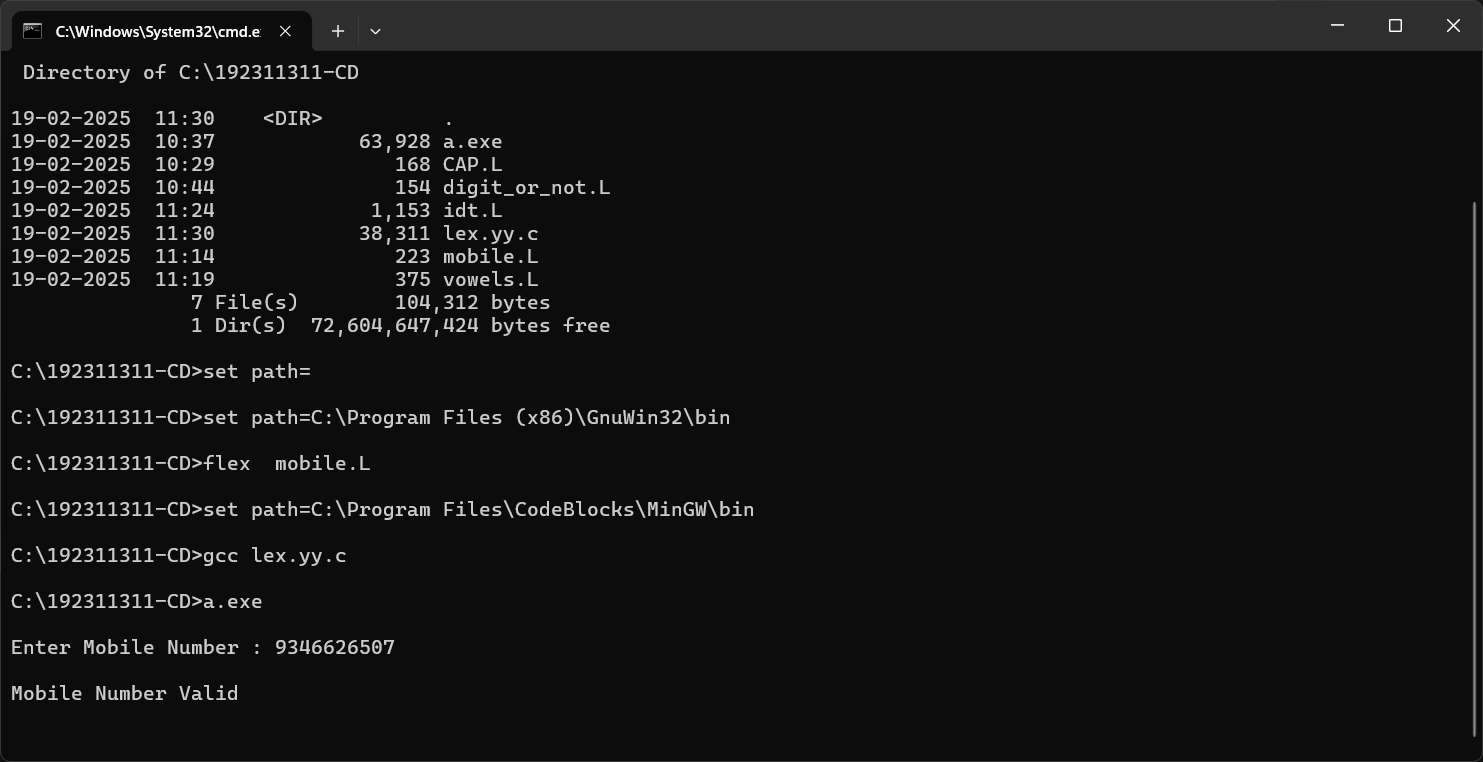 C:\Windows\System32\cmd.e
Directory of C:\192311311-CD
19-02-2025  11:30    <DIR>          .
19-02-2025  10:37            63,928 a.exe
19-02-2025  10:29               168 CAP.L
19-02-2025  10:44               154 digit_or_not.L
19-02-2025  11:24             1,153 idt.L
19-02-2025  11:30            38,311 lex.yy.c
19-02-2025  11:14               223 mobile.L
19-02-2025  11:19               375 vowels.L
7 File(s)        104,312 bytes
1 Dir(s)  72,604,647,424 bytes free
C:\192311311-CD>set path=
C:\192311311-CD>set path=C:\Program Files (x86)\GnuWin32\bin
C:\192311311-CD>flex  mobile.L
C:\192311311-CD>set path=C:\Program Files\CodeBlocks\MinGW\bin
C:\192311311-CD>gcc lex.yy.c
C:\192311311-CD>a.exe
Enter Mobile Number : 9346626507
Mobile Number Valid